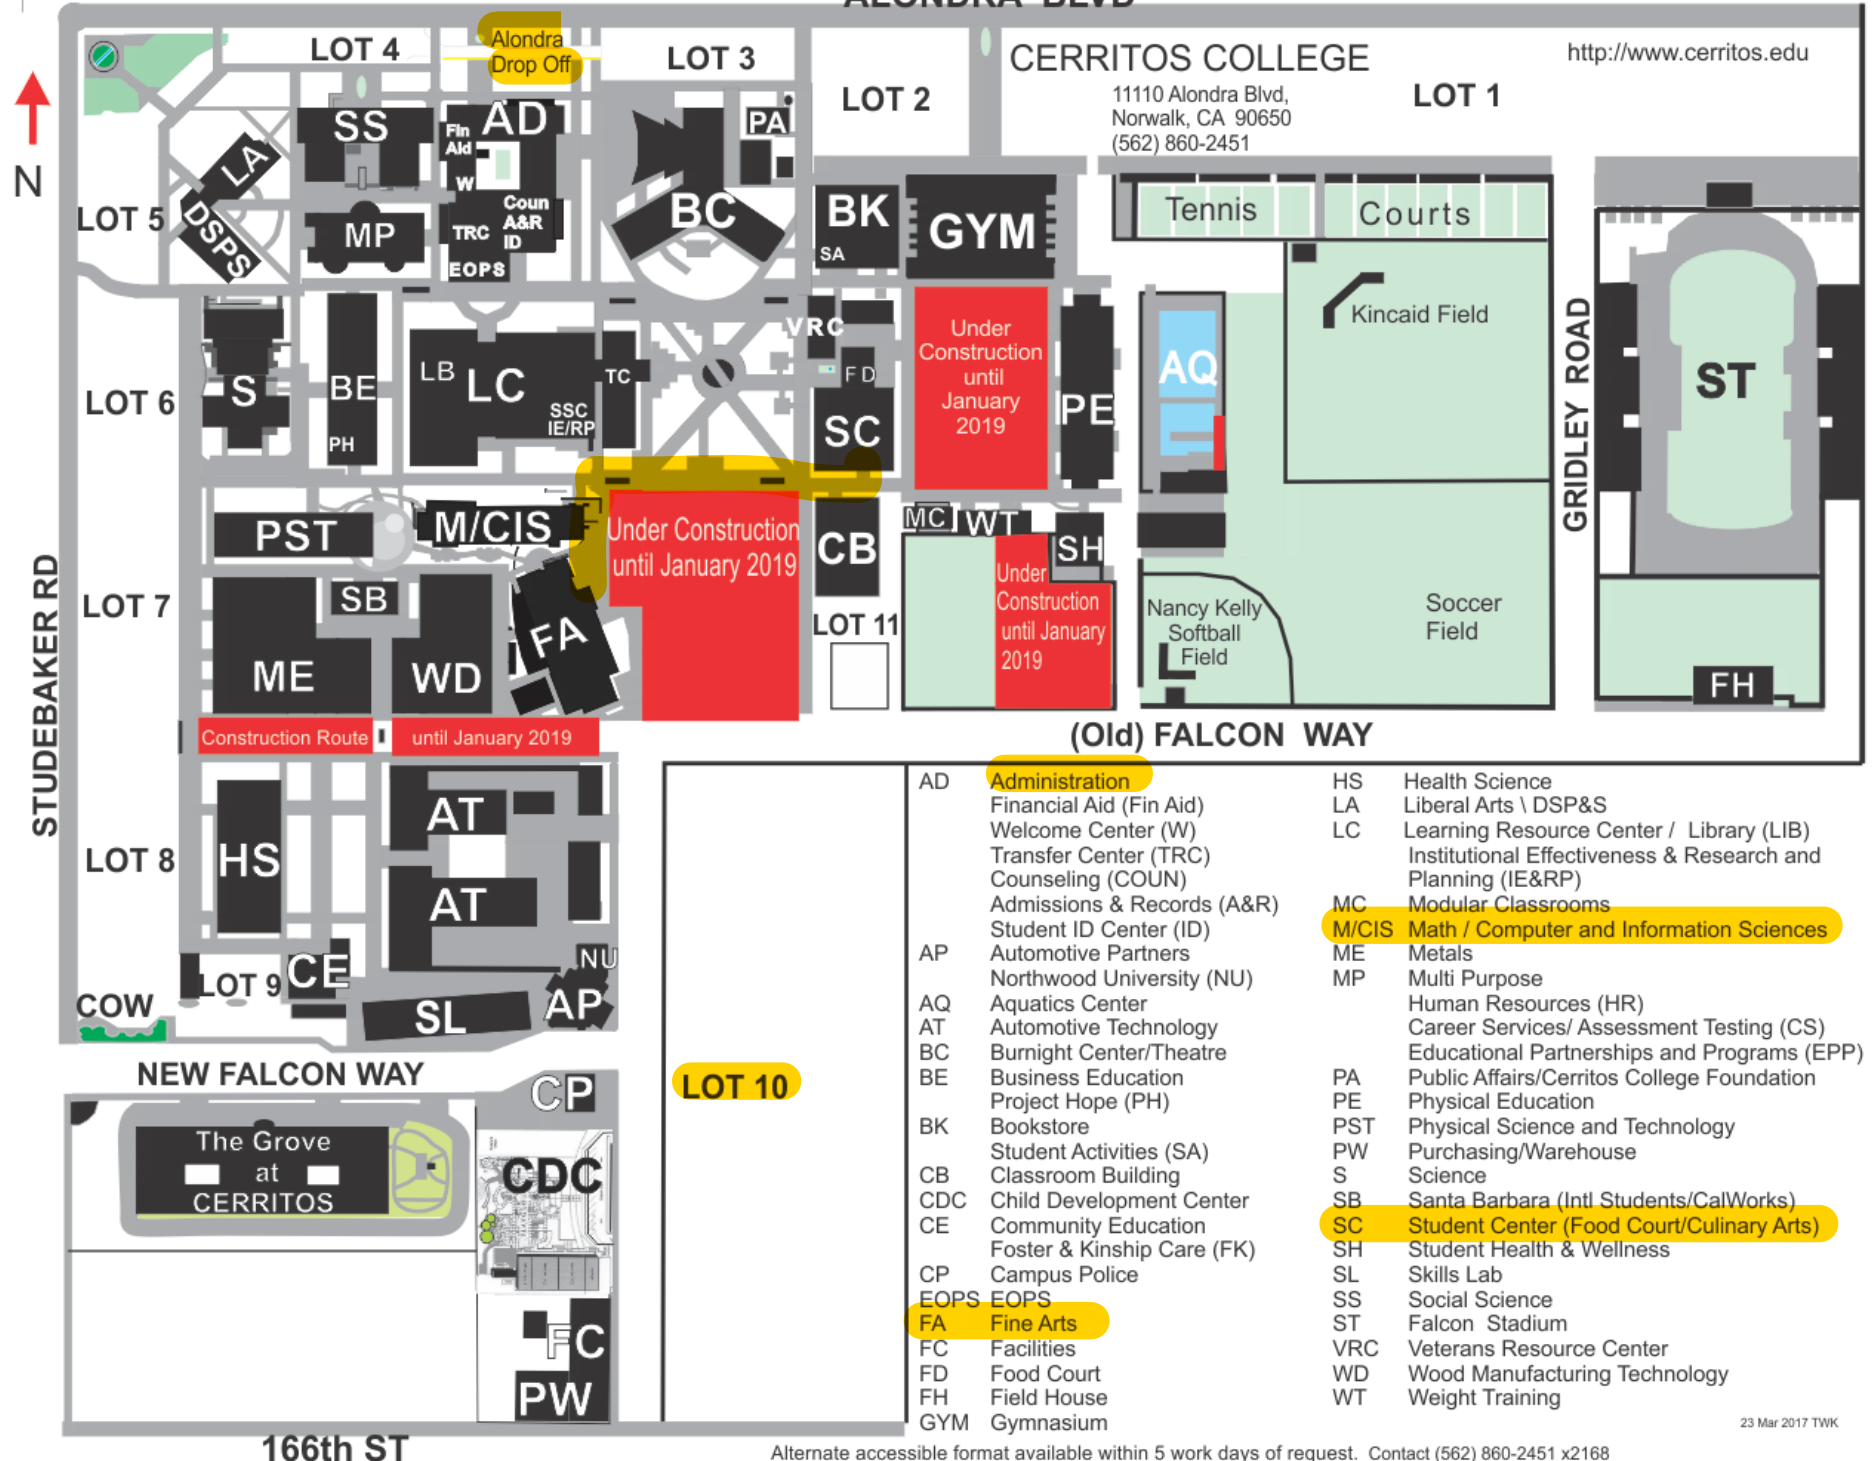 ALONDRA BLVD
LOT 4
Alondra
Drop Off
LOT 3
LOT 2
CERRITOS COLLEGE
11110 Alondra Blvd,
Norwalk, CA 90650
(562) 860-2451
LOT 1
http://www.cerritos.edu
N
SS
Fin
Aid
AD
W
Coun
A&R
ID
TRC
EOPS
PA
LA
DSPS
LOT 5
MP
BC
BK
SA
GYM
Tennis
Courts
Kincaid Field
GRIDLEY ROAD
ST
LOT 6
S
BE
PH
LB
LC
SSC
IE/RP
TC
VRC
FD
SC
Under
Construction
until
January
2019
PE
AQ
STUDEBAKER RD
LOT 7
PST
M/CIS
Under Construction
until January 2019
CB
MC
WT
SH
Under
Construction
until January
2019
LOT 11
SB
ME
WD
FA
Nancy Kelly
Softball
Field
Soccer
Field
FH
Construction Route
until January 2019
(Old) FALCON WAY
LOT 8
HS
AT
AT
LOT 9
CE
NU
AP
SL
COW
NEW FALCON WAY
CP
The Grove
at
CERRITOS
CDC
FC
PW
166th ST
LOT 10
AD Administration
Financial Aid (Fin Aid)
Welcome Center (W)
Transfer Center (TRC)
Counseling (COUN)
Admissions & Records (A&R)
Student ID Center (ID)
AP Automotive Partners
Northwood University (NU)
AQ Aquatics Center
AT Automotive Technology
BC Burnight Center/Theatre
BE Business Education
Project Hope (PH)
BK Bookstore
Student Activities (SA)
CB Classroom Building
CDC Child Development Center
CE Community Education
Foster & Kinship Care (FK)
CP Campus Police
EOPS EOPS
FA Fine Arts
FC Facilities
FD Food Court
FH Field House
GYM Gymnasium
HS Health Science
LA Liberal Arts \ DSP&S
LC Learning Resource Center / Library (LIB)
Institutional Effectiveness & Research and
Planning (IE&RP)
MC Modular Classrooms
M/CIS Math / Computer and Information Sciences
ME Metals
MP Multi Purpose
Human Resources (HR)
Career Services/ Assessment Testing (CS)
Educational Partnerships and Programs (EPP)
PA Public Affairs/Cerritos College Foundation
PE Physical Education
PST Physical Science and Technology
PW Purchasing/Warehouse
S Science
SB Santa Barbara (Intl Students/CalWorks)
SC Student Center (Food Court/Culinary Arts)
SH Student Health & Wellness
SL Skills Lab
SS Social Science
ST Falcon Stadium
VRC Veterans Resource Center
WD Wood Manufacturing Technology
WT Weight Training
23 Mar 2017 TWK
Alternate accessible format available within 5 work days of request. Contact (562) 860-2451 x2168